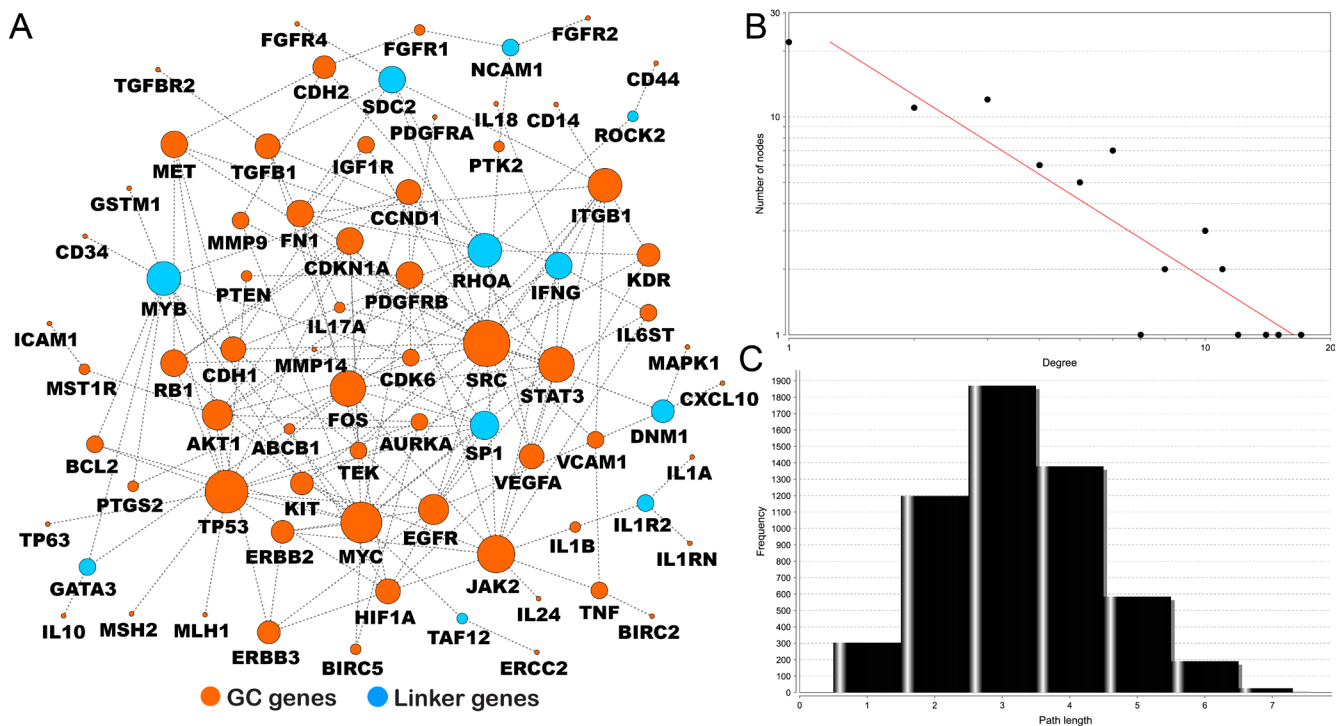 A
FGFR4
FGFR1
FGFR2
TGFBR2
CDH2
SDC2
NCAM1
CD44
PDGFRA
IL18
CD14
ROCK2
MET
TGFB1
IGF1R
PTK2
GSTM1
CCND1
ITGB1
CD34
MMP9
FN1
CDKN1A
RHOA
IFNG
KDR
MYB
PTEN
PDGFRB
ICAM1
IL17A
IL6ST
MAPK1
MST1R
RB1
CDH1
MMP14
CDK6
SRC
STAT3
CXCL10
AKT1
FOS
DNM1
BCL2
ABCB1
AURKA
SP1
VCAM1
IL1A
PTGS2
TEK
VEGFA
TP63
TP53
KIT
MYC
EGFR
IL1R2
GATA3
ERBB2
IL1B
IL1RN
JAK2
IL10
MSH2
MLH1
HIF1A
IL24
TNF
TAF12
BIRC2
ERBB3
BIRC5
ERCC2
GC genes
Linker genes
B
30
10
1
Number of nodes
1
10
20
Degree
C
1900
1800
1700
1600
1500
1400
1300
1200
1100
1000
900
800
700
600
500
400
300
200
100
0
Frequency
0 1 2 3 4 5 6 7
Path length